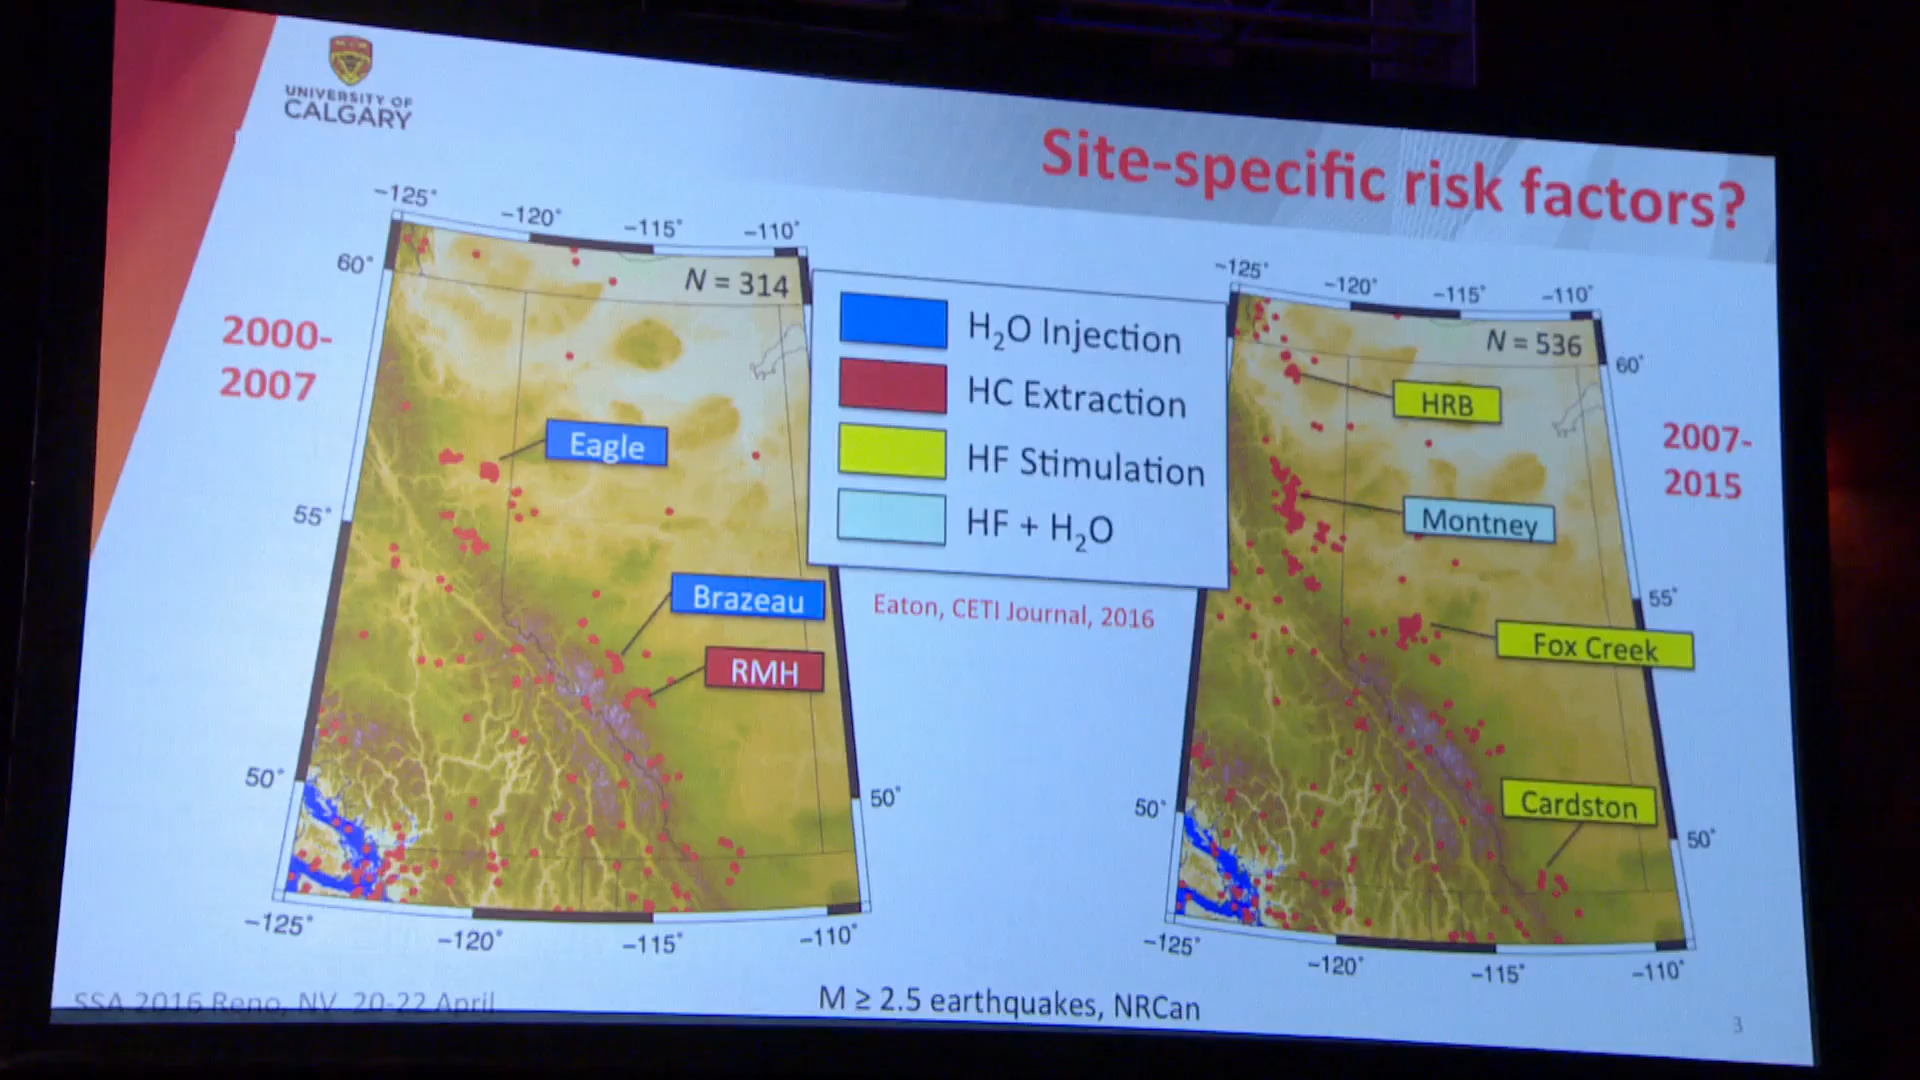 UNIVERSITY OF
CALGARY
Site-specific risk factors?
2000-
2007
−125°
−120°
−115°
−110°
60°
55°
50°
N = 314
Eagle
Brazeau
RMH
50°
−125°
−120°
−115°
−110°
H₂O Injection
HC Extraction
HF Stimulation
HF + H₂O
Eaton, CETI Journal, 2016
−125°
−120°
−115°
−110°
N = 536
60°
HRB
2007-
2015
Montney
55°
Fox Creek
Cardston
50°
50°
−125°
−120°
−115°
−110°
SSA 2016 Reno, NV 20-22 April
M ≥ 2.5 earthquakes, NRCan
3